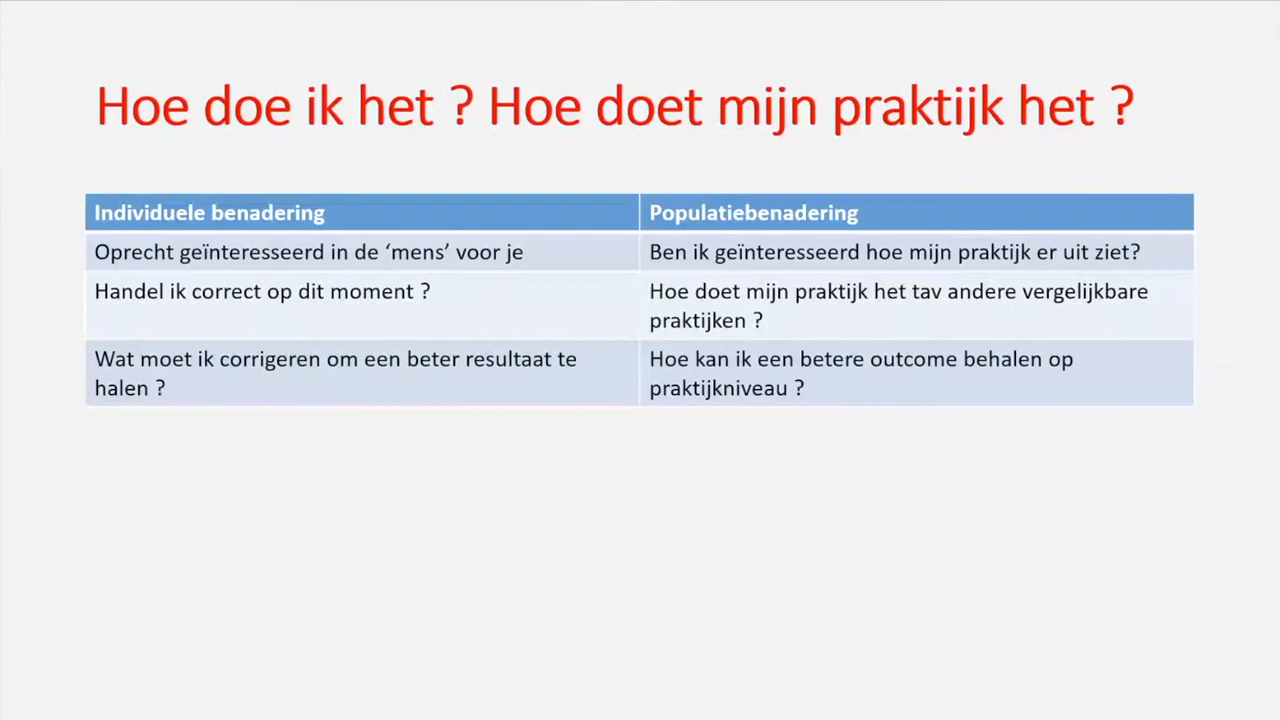 Hoe doe ik het ? Hoe doet mijn praktijk het ?
Individuele benadering
Populatiebenadering
Oprecht geïnteresseerd in de ‘mens’ voor je
Ben ik geïnteresseerd hoe mijn praktijk er uit ziet?
Handel ik correct op dit moment ?
Hoe doet mijn praktijk het tav andere vergelijkbare
praktijken ?
Wat moet ik corrigeren om een beter resultaat te
halen ?
Hoe kan ik een betere outcome behalen op
praktijkniveau ?